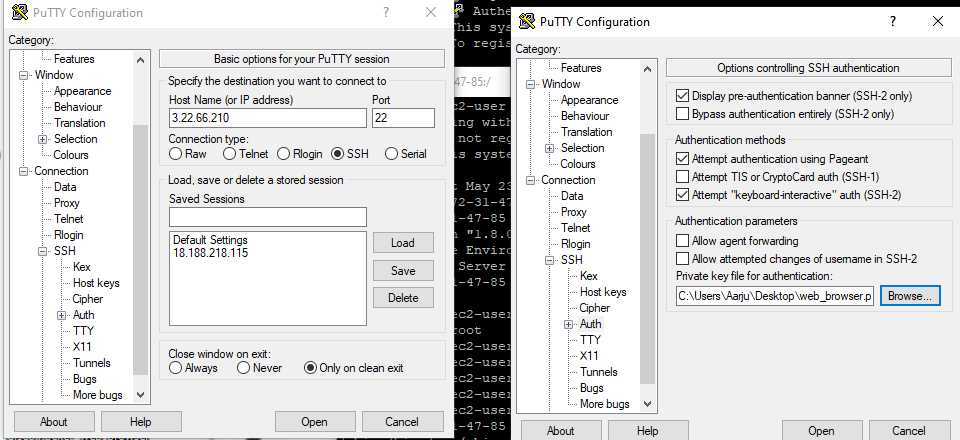 PuTTY Configuration
Category:
Features
Window
Appearance
Behaviour
Translation
Selection
Colours
Connection
Data
Proxy
Telnet
Rlogin
SSH
Kex
Host keys
Cipher
Auth
TTY
X11
Tunnels
Bugs
More bugs
Basic options for your PuTTY session
Specify the destination you want to connect to
Host Name (or IP address) Port
3.22.66.210 22
Connection type:
Raw Telnet Rlogin SSH Serial
Load, save or delete a stored session
Saved Sessions
Default Settings
18.188.218.115
Load
Save
Delete
Close window on exit:
Always Never Only on clean exit
About Help Open Cancel
Authe
This sys
To regis
47-85:/
ec2-user
ing with
not reg
is syste
t May 23
72-31-47
1-47-85
n "1.8.0
e Enviro
Server
1-47-85
ec2-user
root
ec2-user
ec2-user
ec2-user
ec2-user
1-47-85
PuTTY Configuration
Category:
Features
Window
Appearance
Behaviour
Translation
Selection
Colours
Connection
Data
Proxy
Telnet
Rlogin
SSH
Kex
Host keys
Cipher
Auth
TTY
X11
Tunnels
Bugs
More bugs
Options controlling SSH authentication
Display pre-authentication banner (SSH-2 only)
Bypass authentication entirely (SSH-2 only)
Authentication methods
Attempt authentication using Pageant
Attempt TIS or CryptoCard auth (SSH-1)
Attempt "keyboard-interactive" auth (SSH-2)
Authentication parameters
Allow agent forwarding
Allow attempted changes of username in SSH-2
Private key file for authentication:
C:\Users\Aarju\Desktop\web_browser.p Browse...
About Help Open Cancel